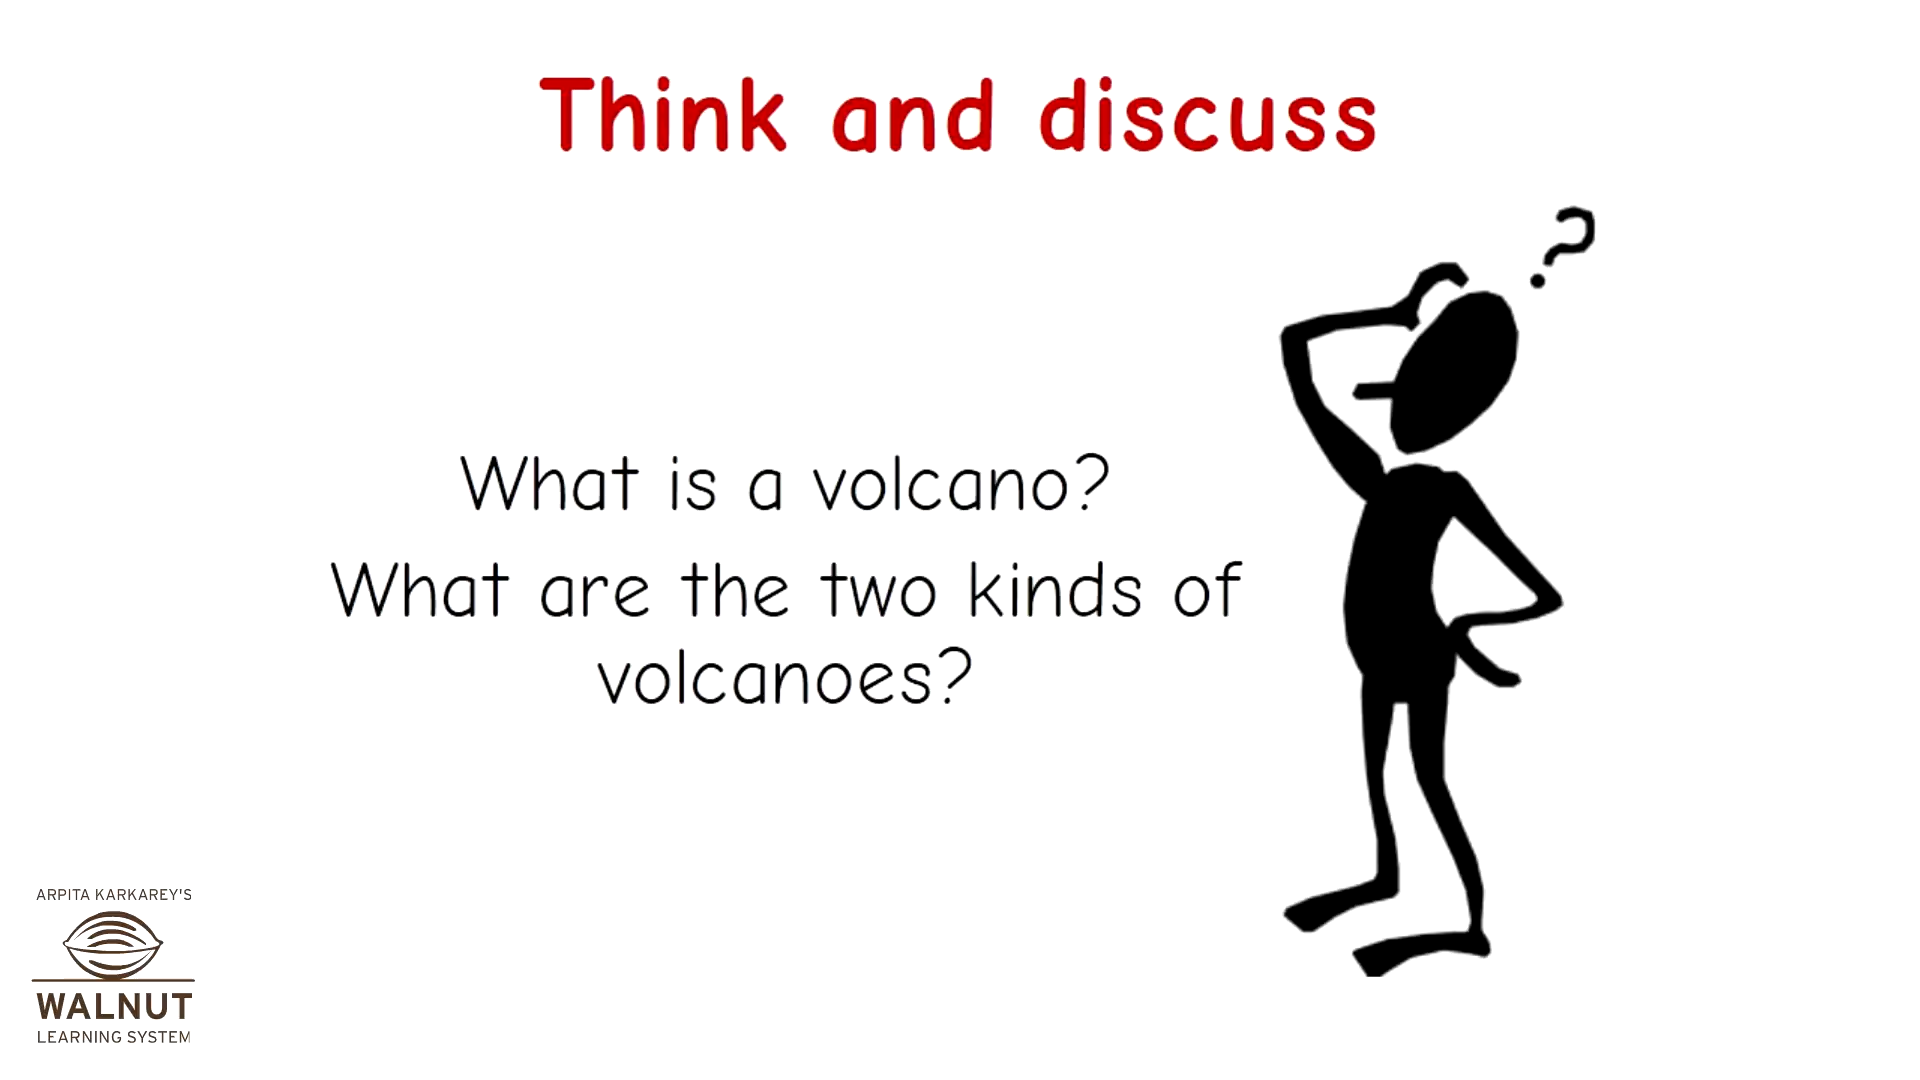 Think and discuss
?
What is a volcano?
What are the two kinds of
volcanoes?
ARPITA KARKAREY'S
WALNUT
LEARNING SYSTEM